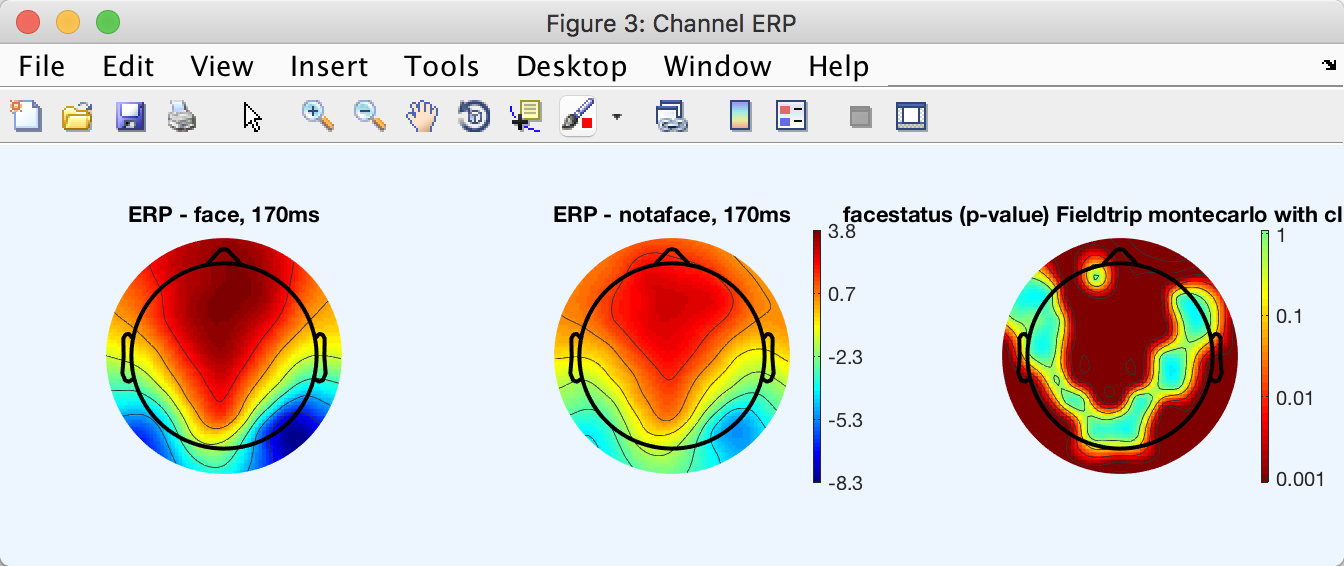 Figure 3: Channel ERP
File Edit View Insert Tools Desktop Window Help
ERP - face, 170ms
ERP - notaface, 170ms
facestatus (p-value) Fieldtrip montecarlo with cl
3.8
0.7
-2.3
-5.3
-8.3
1
0.1
0.01
0.001